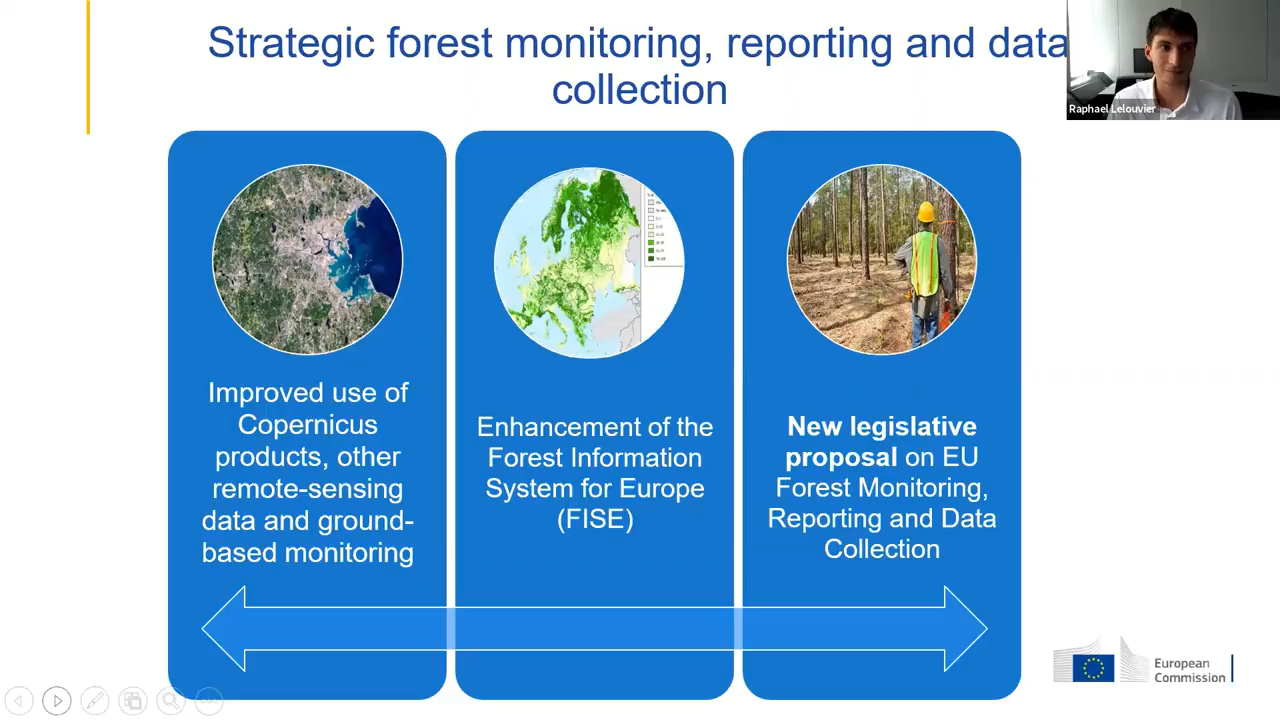 Strategic forest monitoring, reporting and data
collection
Raphael Lelouvier
Improved use of
Copernicus
products, other
remote-sensing
data and ground-
based monitoring
Enhancement of the
Forest Information
System for Europe
(FISE)
New legislative
proposal on EU
Forest Monitoring,
Reporting and Data
Collection
European
Commission